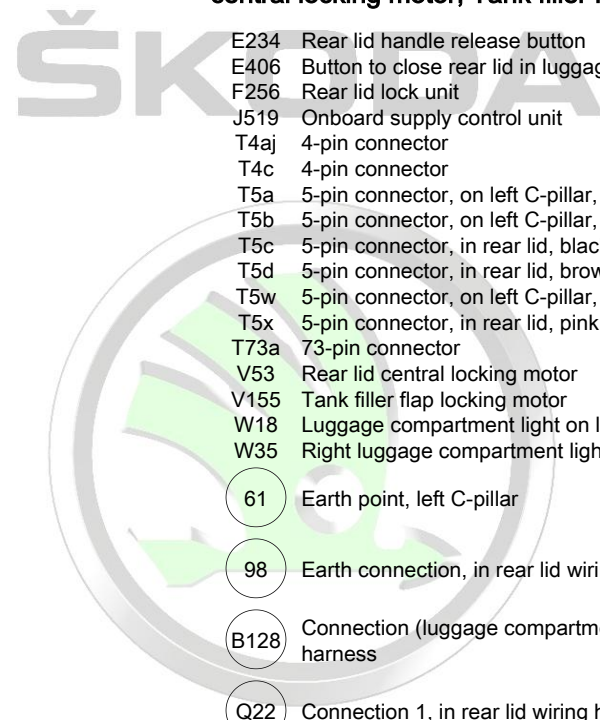 central locking motor, Tank filler
ŠKODA
E234 Rear lid handle release button
E406 Button to close rear lid in
F256 Rear lid lock unit
J519 Onboard supply control unit
T4aj 4-pin connector
T4c 4-pin connector
T5a 5-pin connector, on left C-pillar,
T5b 5-pin connector, on left C-pillar,
T5c 5-pin connector, in rear lid,
T5d 5-pin connector, in rear lid,
T5w 5-pin connector, on left C-pillar,
T5x 5-pin connector, in rear lid, pink
T73a 73-pin connector
V53 Rear lid central locking motor
V155 Tank filler flap locking motor
W18 Luggage compartment light on
W35 Right luggage compartment
61 Earth point, left C-pillar
98 Earth connection, in rear lid
B128 Connection (luggage
harness
Q22 Connection 1, in rear lid wiring